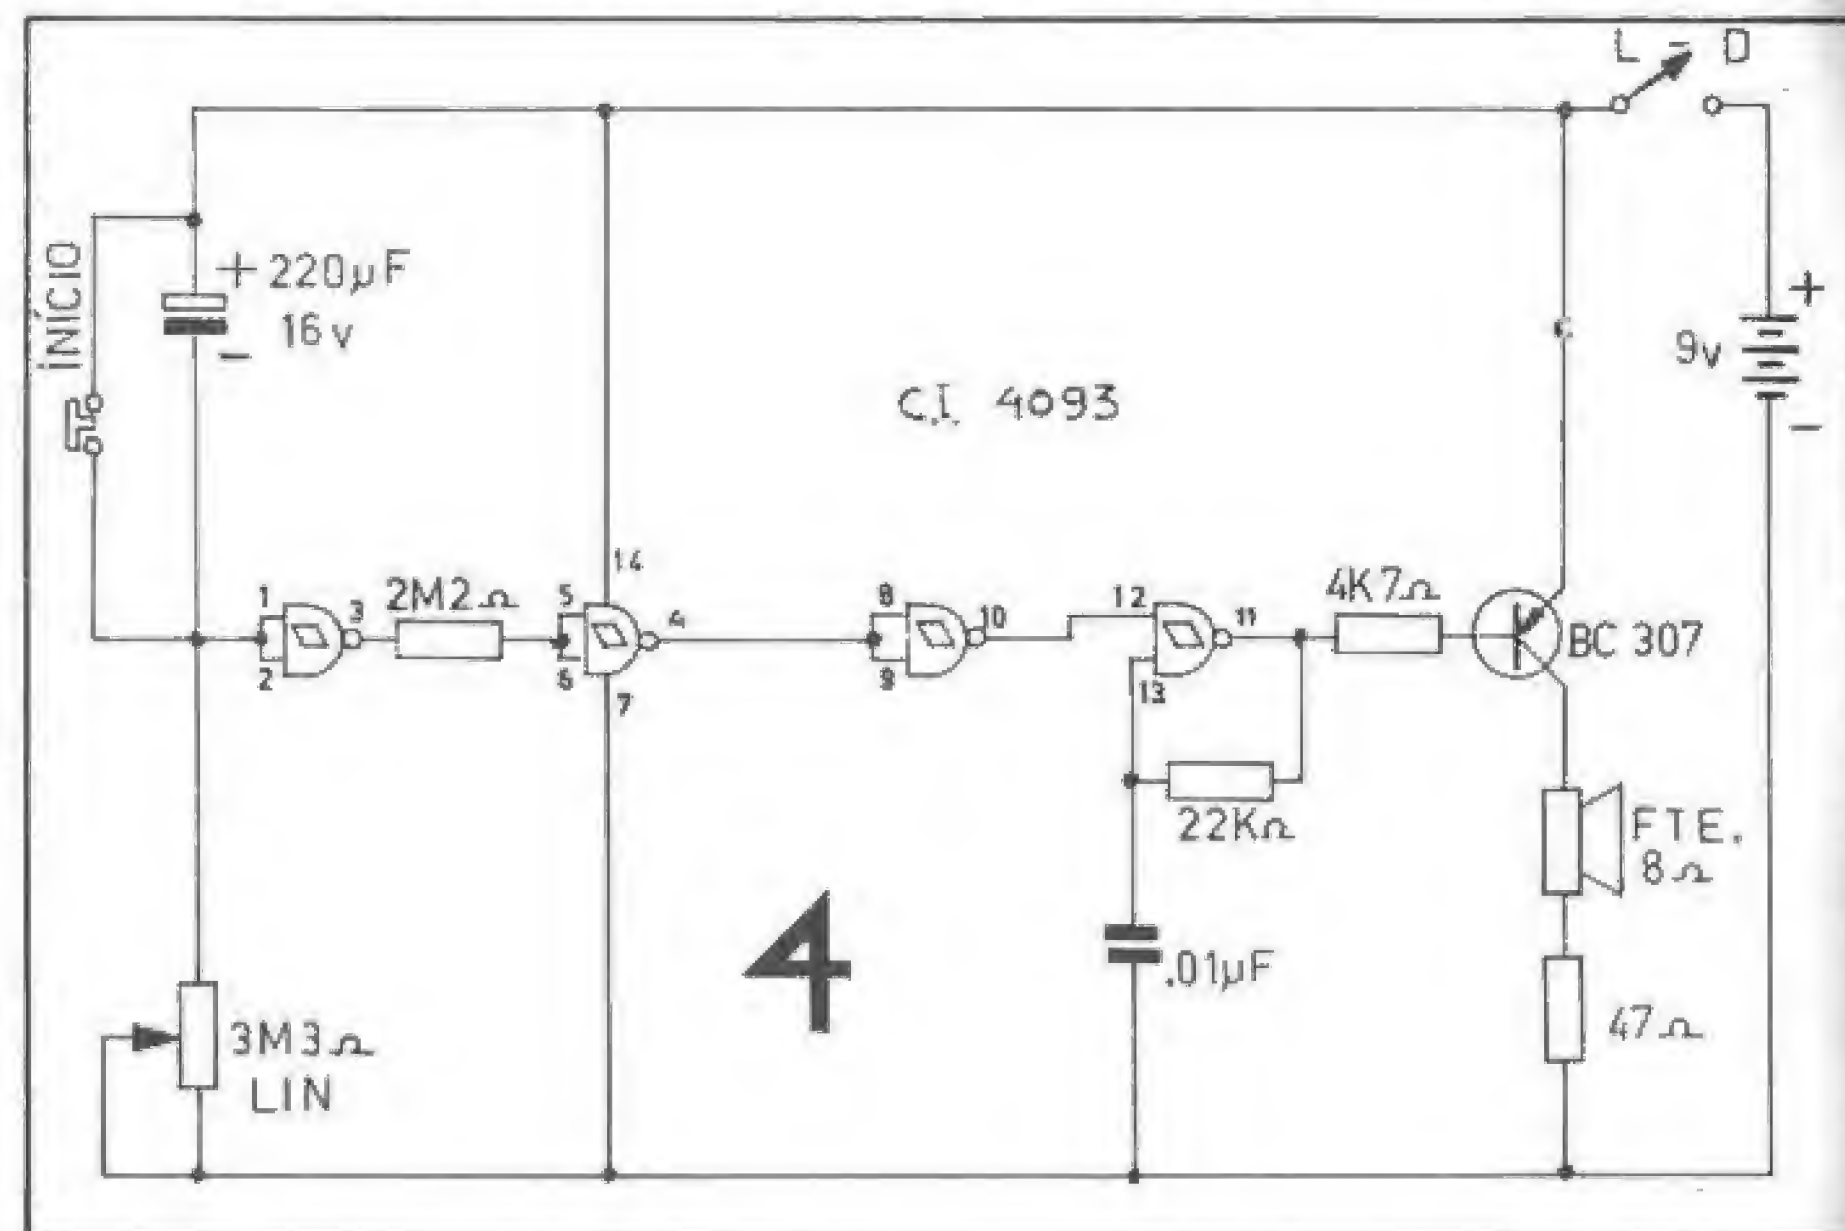 L - D
+
INÍCIO
+ 220µF
16v
-
+
9v
-
C.I. 4093
14
1
2
3
2M2Ω
5
6
4
7
8
9
10
12
13
11
4K7Ω
BC 307
22KΩ
FTE.
8Ω
.01µF
4
47Ω
3M3Ω
LIN